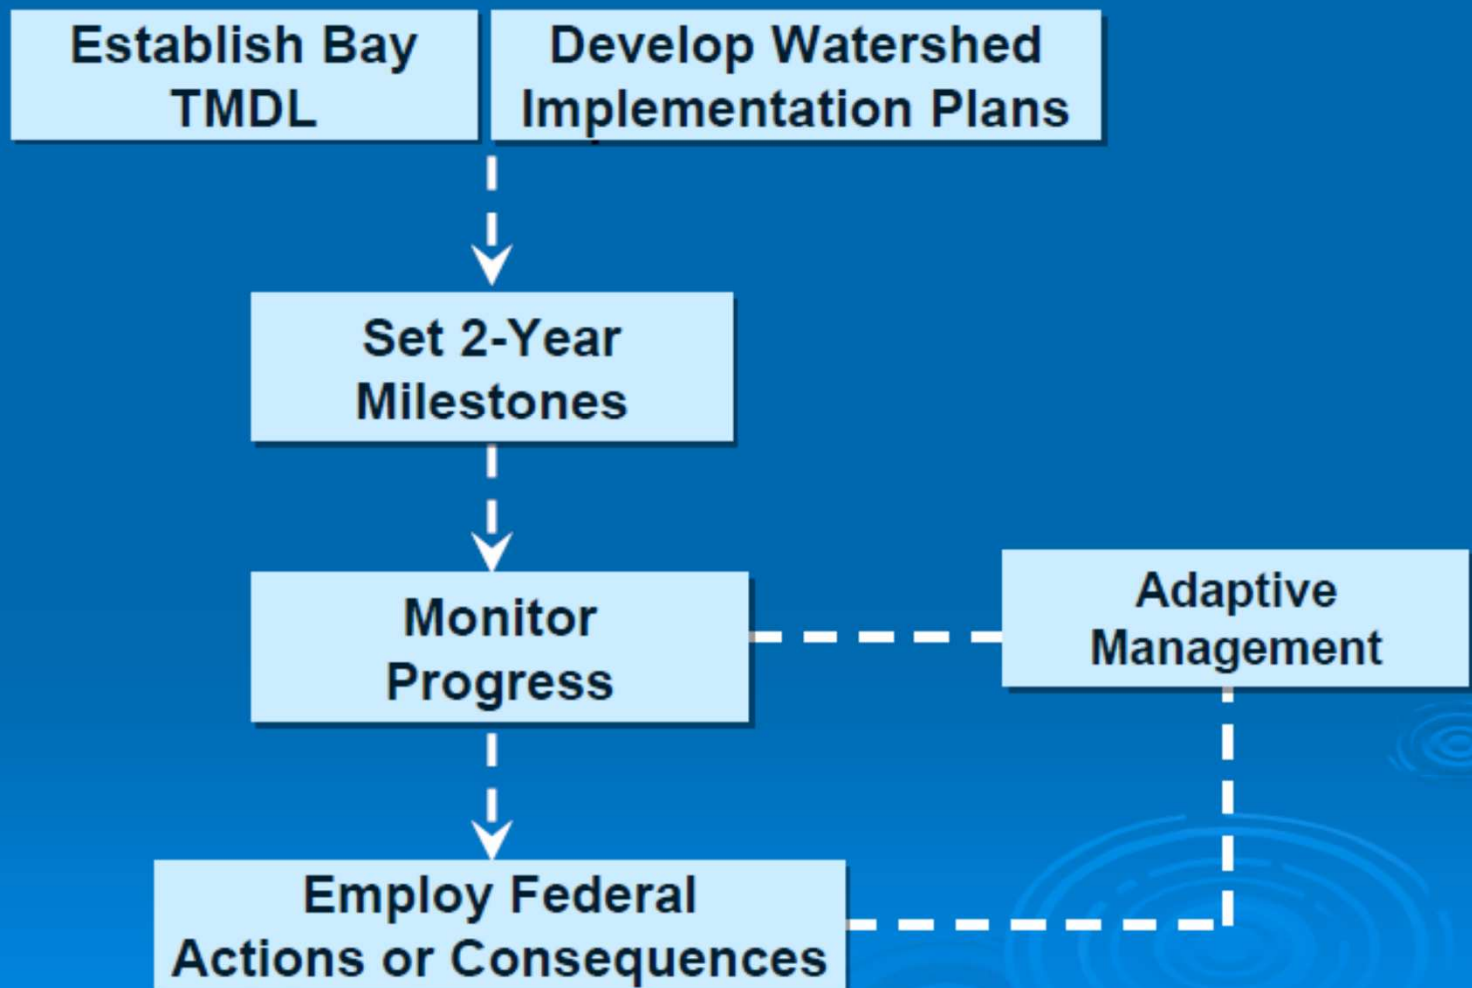 Establish Bay
TMDL
Develop Watershed
Implementation Plans
Set 2-Year
Milestones
Monitor
Progress
Adaptive
Management
Employ Federal
Actions or Consequences